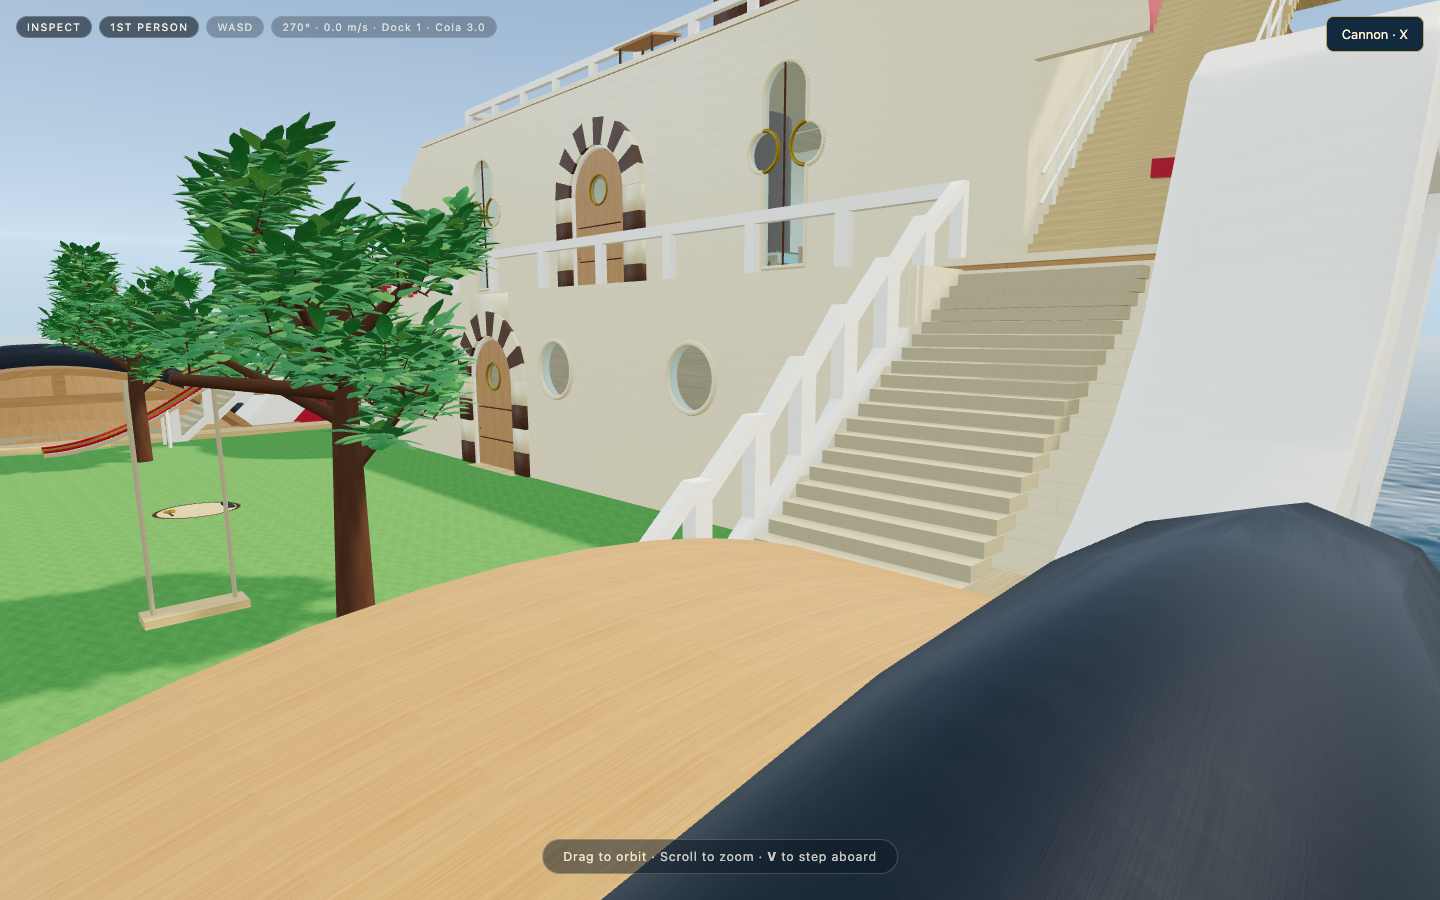 INSPECT
1ST PERSON
WASD
270° · 0.0 m/s · Dock 1 · Cola 3.0
Cannon · X
Drag to orbit · Scroll to zoom · V to step aboard